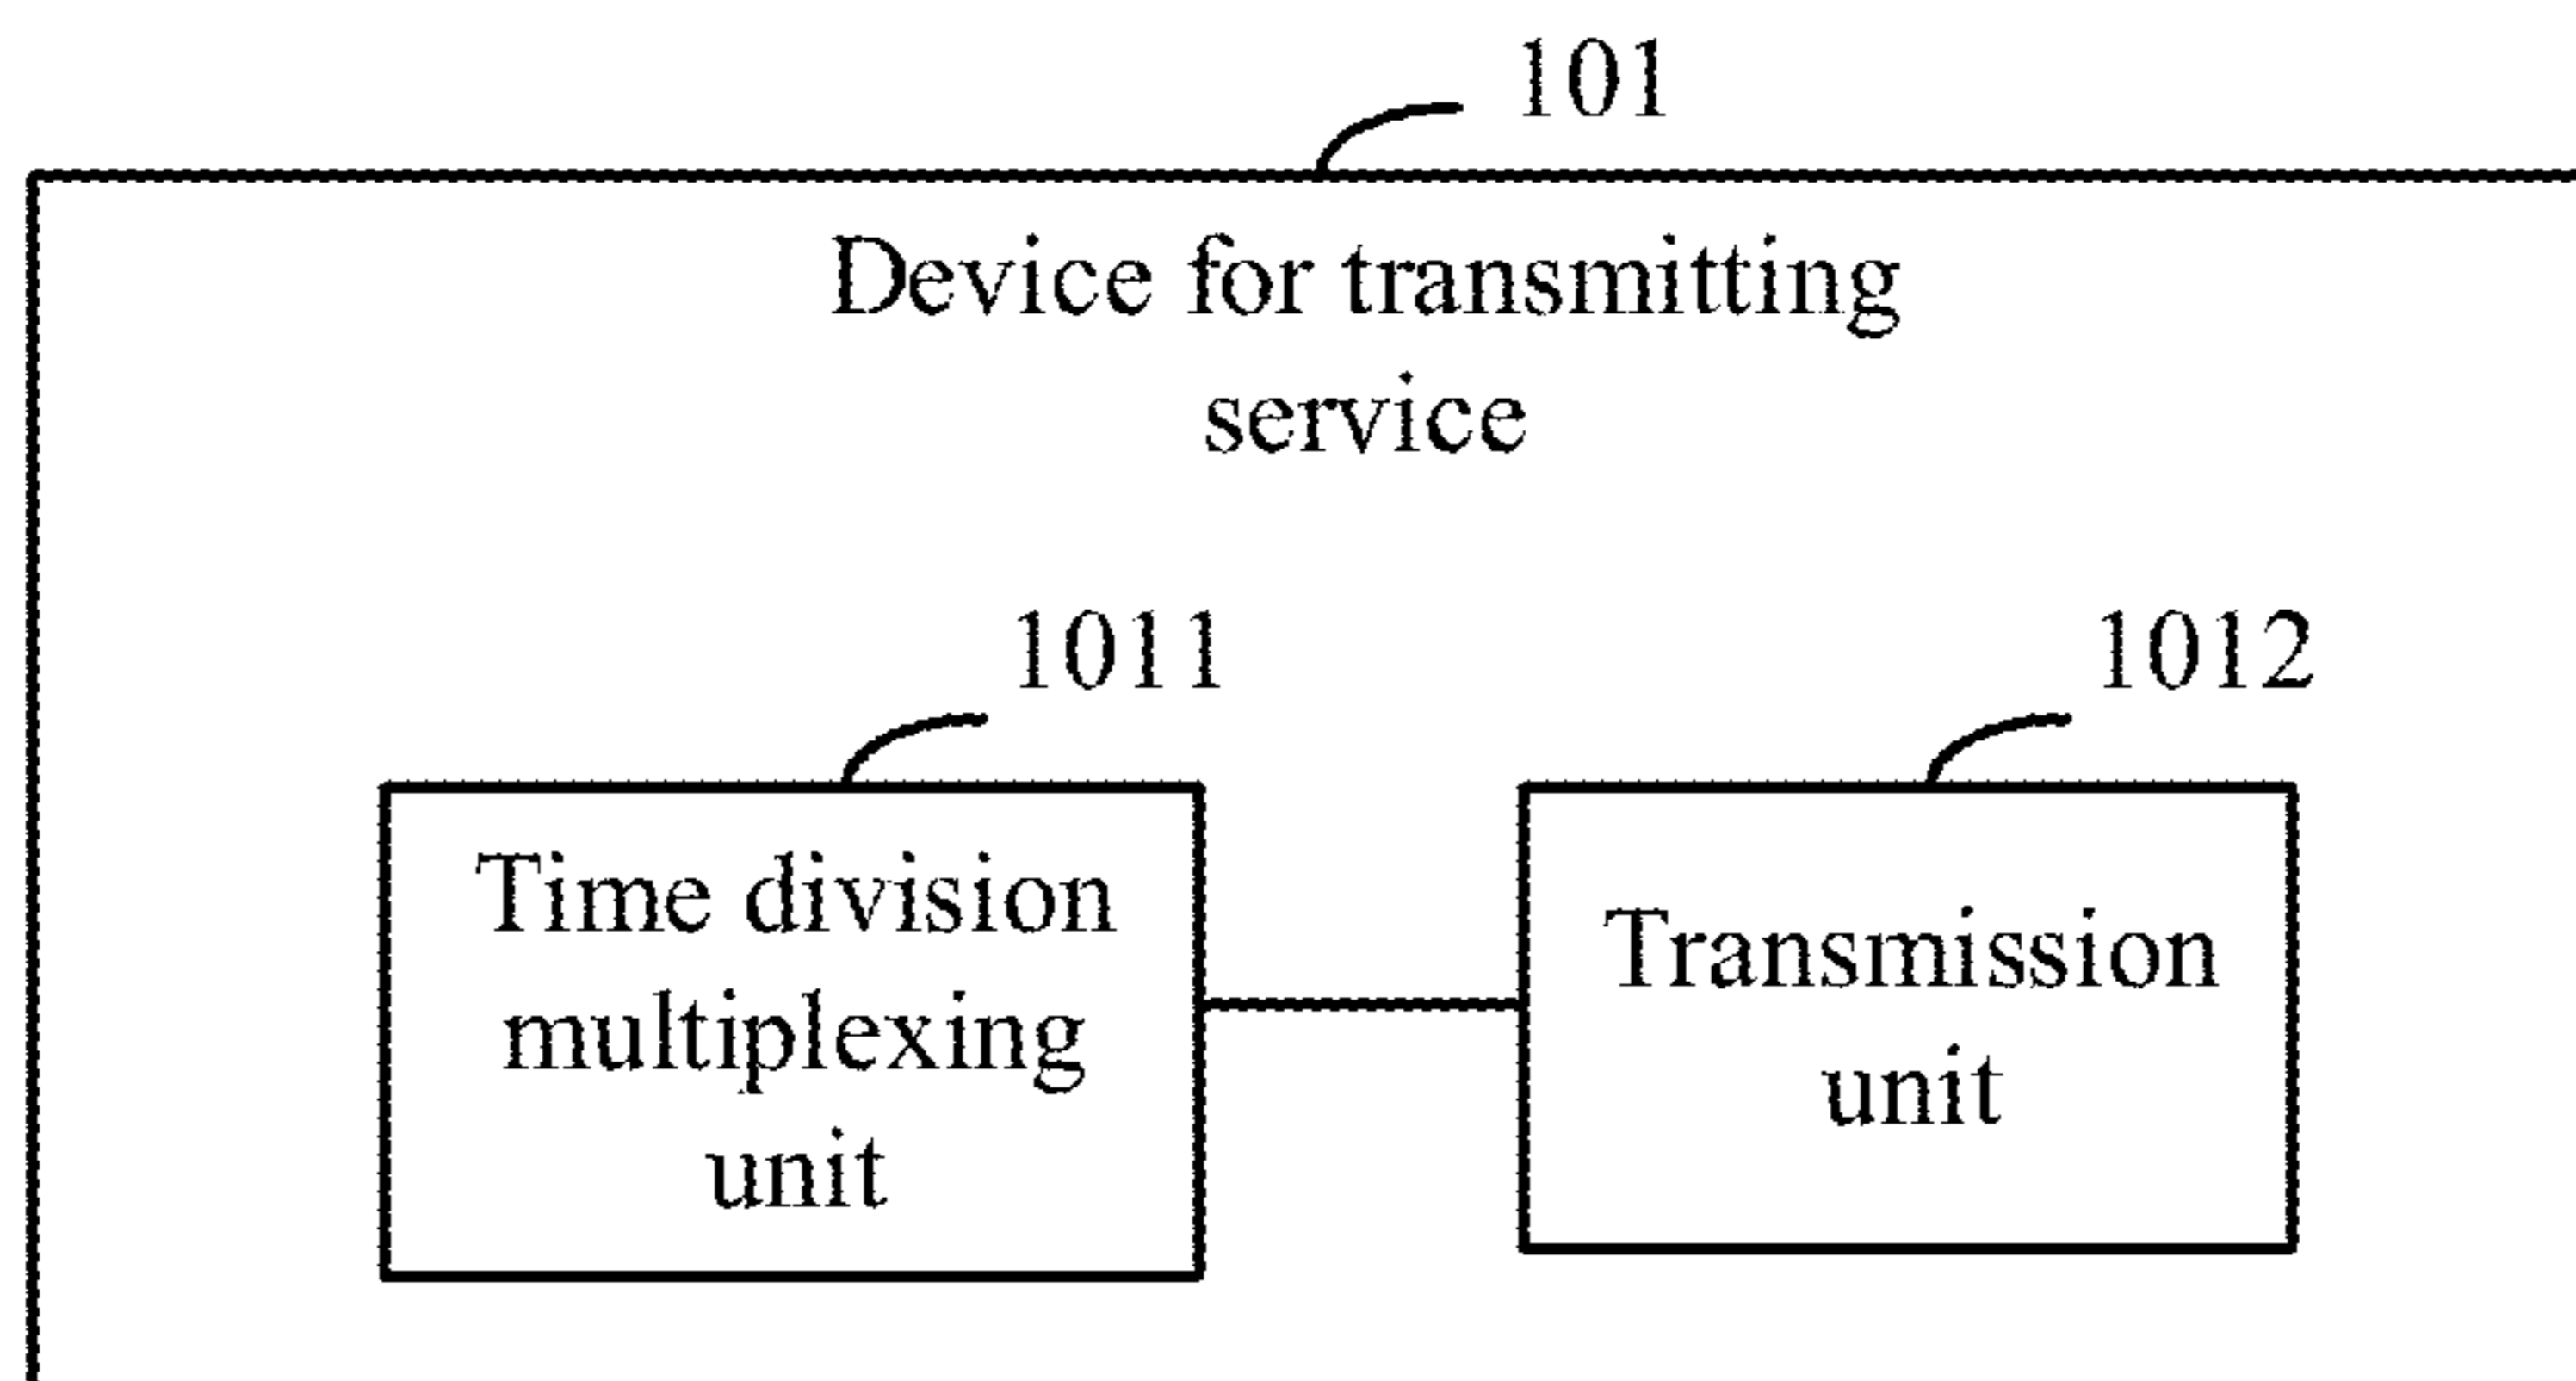 101
Device for transmitting
service
1011
1012
Time division
multiplexing
unit
Transmission
unit